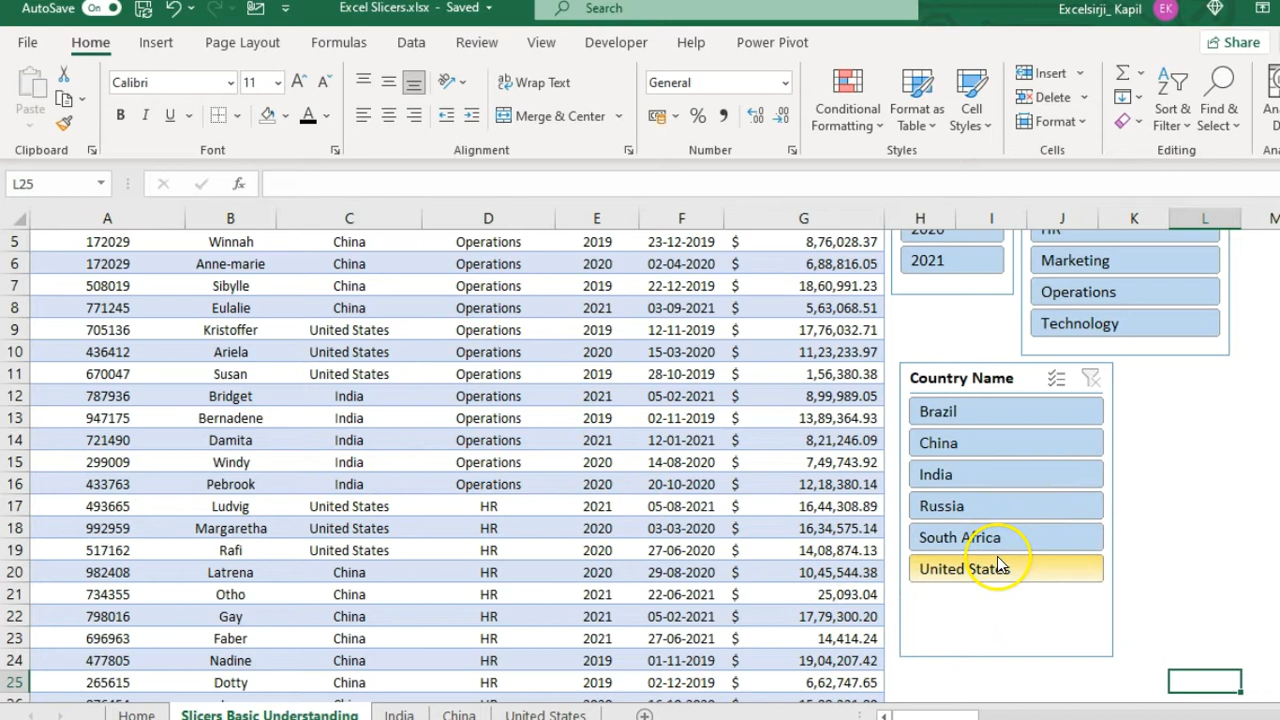 AutoSave On Excel Slicers.xlsx - Saved Search Excelsirji_ Kapil EK
File Home Insert Page Layout Formulas Data Review View Developer Help Power Pivot Share
Paste Calibri 11 A A Wrap Text General Conditional Formatting Format as Table Cell Styles Insert Sort & Filter Find & Select
B I U A Merge & Center % Delete
Format
Clipboard Font Alignment Number Styles Cells Editing
L25 fx
A B C D E F G H I J K L
5 172029 Winnah China Operations 2019 23-12-2019 $ 8,76,028.37
6 172029 Anne-marie China Operations 2020 02-04-2020 $ 6,88,816.05 2021 Marketing
7 508019 Sibylle China Operations 2019 22-12-2019 $ 18,60,991.23 Operations
8 771245 Eulalie China Operations 2021 03-09-2021 $ 5,63,068.51 Technology
9 705136 Kristoffer United States Operations 2019 12-11-2019 $ 17,76,032.71
10 436412 Ariela United States Operations 2020 15-03-2020 $ 11,23,233.97
11 670047 Susan United States Operations 2019 28-10-2019 $ 1,56,380.38 Country Name
12 787936 Bridget India Operations 2021 05-02-2021 $ 8,99,989.05 Brazil
13 947175 Bernadene India Operations 2019 02-11-2019 $ 13,89,364.93 China
14 721490 Damita India Operations 2021 12-01-2021 $ 8,21,246.09
15 299009 Windy India Operations 2020 14-08-2020 $ 7,49,743.92 India
16 433763 Pebrook India Operations 2020 20-10-2020 $ 12,18,380.14
17 493665 Ludvig United States HR 2021 05-08-2021 $ 16,44,308.89 Russia
18 992959 Margaretha United States HR 2020 03-03-2020 $ 16,34,575.14 South Africa
19 517162 Rafi United States HR 2020 27-06-2020 $ 14,08,874.13
20 982408 Latrena China HR 2020 29-08-2020 $ 10,45,544.38 United States
21 734355 Otho China HR 2021 22-06-2021 $ 25,093.04
22 798016 Gay China HR 2021 05-02-2021 $ 17,79,300.20
23 696963 Faber China HR 2021 27-06-2021 $ 14,414.24
24 477805 Nadine China HR 2019 01-11-2019 $ 19,04,207.42
25 265615 Dotty China HR 2019 02-12-2019 $ 6,62,747.65
Home Slicers Basic Understanding India China United States